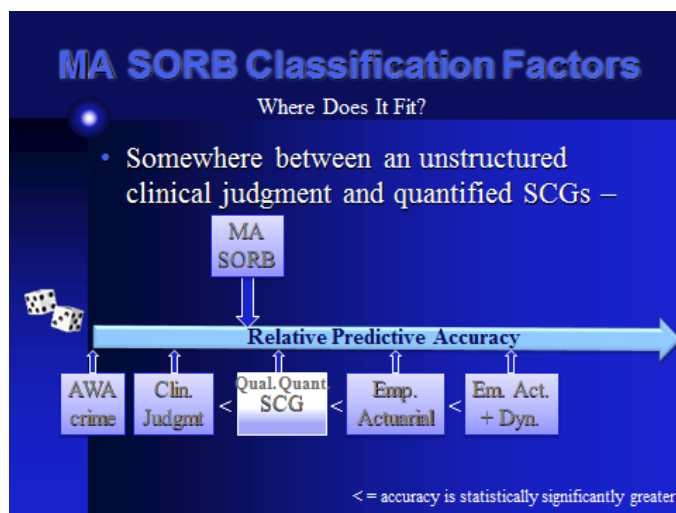 MA SORB Classification Factors
Where Does It Fit?
• Somewhere between an unstructured
clinical judgment and quantified SCGs –
MA
SORB
Relative Predictive Accuracy
AWA
crime
Clin.
Judgmt
<
Qual.Quant.
SCG
<
Emp.
Actuarial
<
Em. Act.
+ Dyn.
< = accuracy is statistically significantly greater